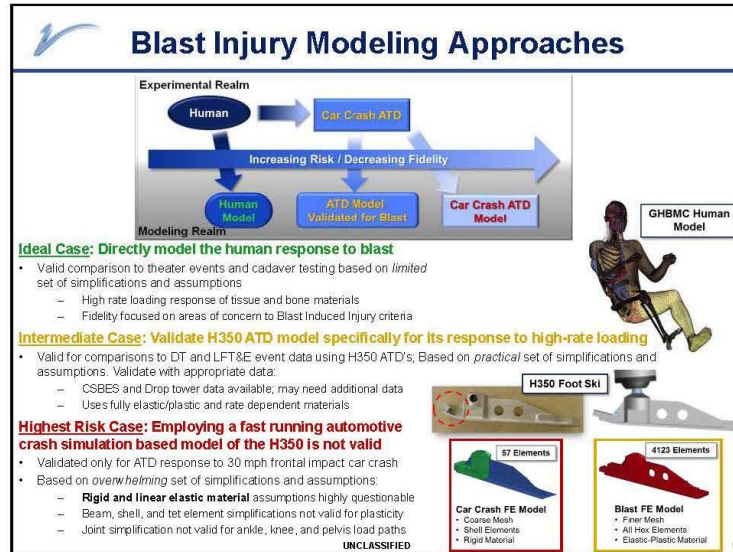 Blast Injury Modeling Approaches
Experimental Realm
Human
Car Crash ATD
Increasing Risk / Decreasing Fidelity
Human
Model
ATD Model
Validated for Blast
Car Crash ATD
Model
Modeling Realm
GHBMC Human
Model
Ideal Case: Directly model the human response to blast
• Valid comparison to theater events and cadaver testing based on limited
set of simplifications and assumptions
– High rate loading response of tissue and bone materials
– Fidelity focused on areas of concern to Blast Induced Injury criteria
Intermediate Case: Validate H350 ATD model specifically for its response to high-rate loading
• Valid for comparisons to DT and LFT&E event data using H350 ATD's; Based on practical set of simplifications and
assumptions. Validate with appropriate data:
– CSBES and Drop tower data available; may need additional data
– Uses fully elastic/plastic and rate dependent materials
H350 Foot Ski
Highest Risk Case: Employing a fast running automotive
crash simulation based model of the H350 is not valid
• Validated only for ATD response to 30 mph frontal impact car crash
• Based on overwhelming set of simplifications and assumptions:
– Rigid and linear elastic material assumptions highly questionable
– Beam, shell, and tet element simplifications not valid for plasticity
– Joint simplification not valid for ankle, knee, and pelvis load paths
57 Elements
Car Crash FE Model
• Coarse Mesh
• Shell Elements
• Rigid Material
4123 Elements
Blast FE Model
• Finer Mesh
• All Hex Elements
• Elastic-Plastic Material
UNCLASSIFIED